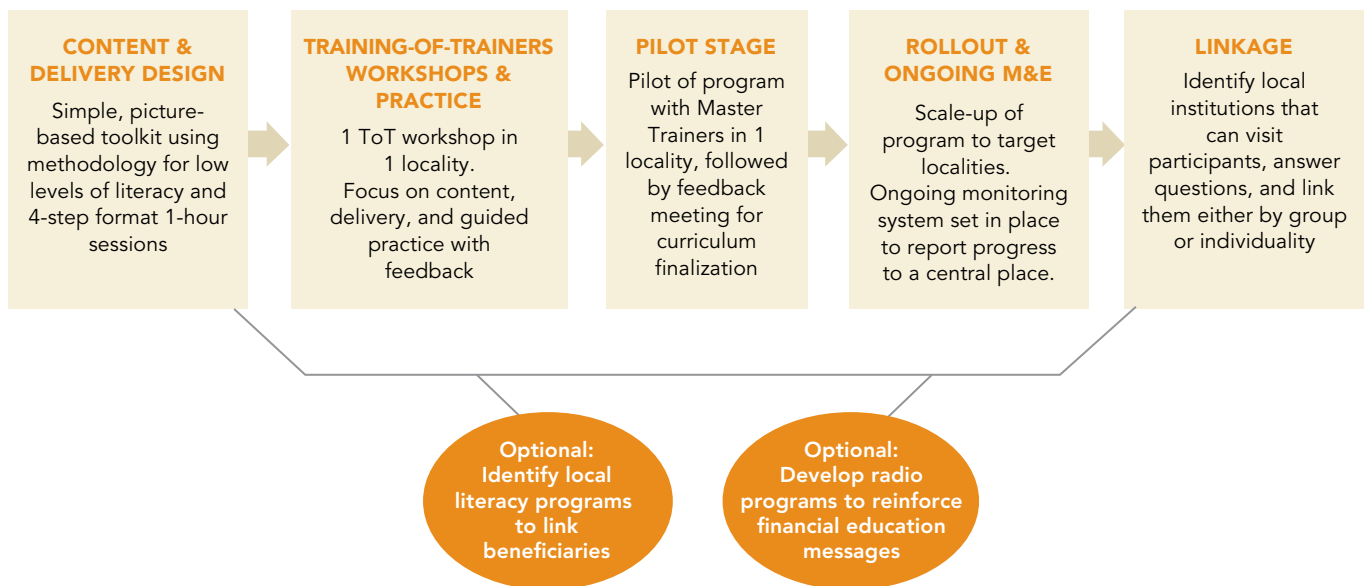 CONTENT &
DELIVERY DESIGN
Simple, picture-
based toolkit using
methodology for low
levels of literacy and
4-step format 1-hour
sessions
TRAINING-OF-TRAINERS
WORKSHOPS &
PRACTICE
1 ToT workshop in
1 locality.
Focus on content,
delivery, and guided
practice with
feedback
PILOT STAGE
Pilot of program
with Master
Trainers in 1
locality, followed
by feedback
meeting for
curriculum
finalization
ROLLOUT &
ONGOING M&E
Scale-up of
program to target
localities.
Ongoing monitoring
system set in place
to report progress
to a central place.
LINKAGE
Identify local
institutions that
can visit
participants, answer
questions, and link
them either by group
or individuality
Optional:
Identify local
literacy programs
to link
beneficiaries
Optional:
Develop radio
programs to reinforce
financial education
messages